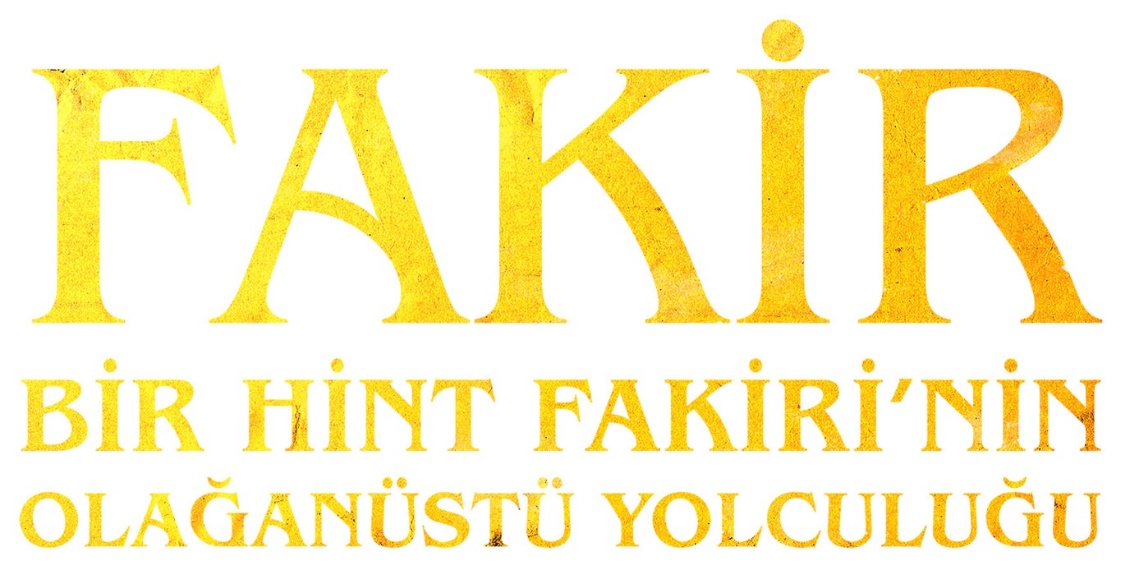 FAKİR
BİR HİNT FAKİRİ’NİN
OLAĞANÜSTÜ YOLCULUĞU